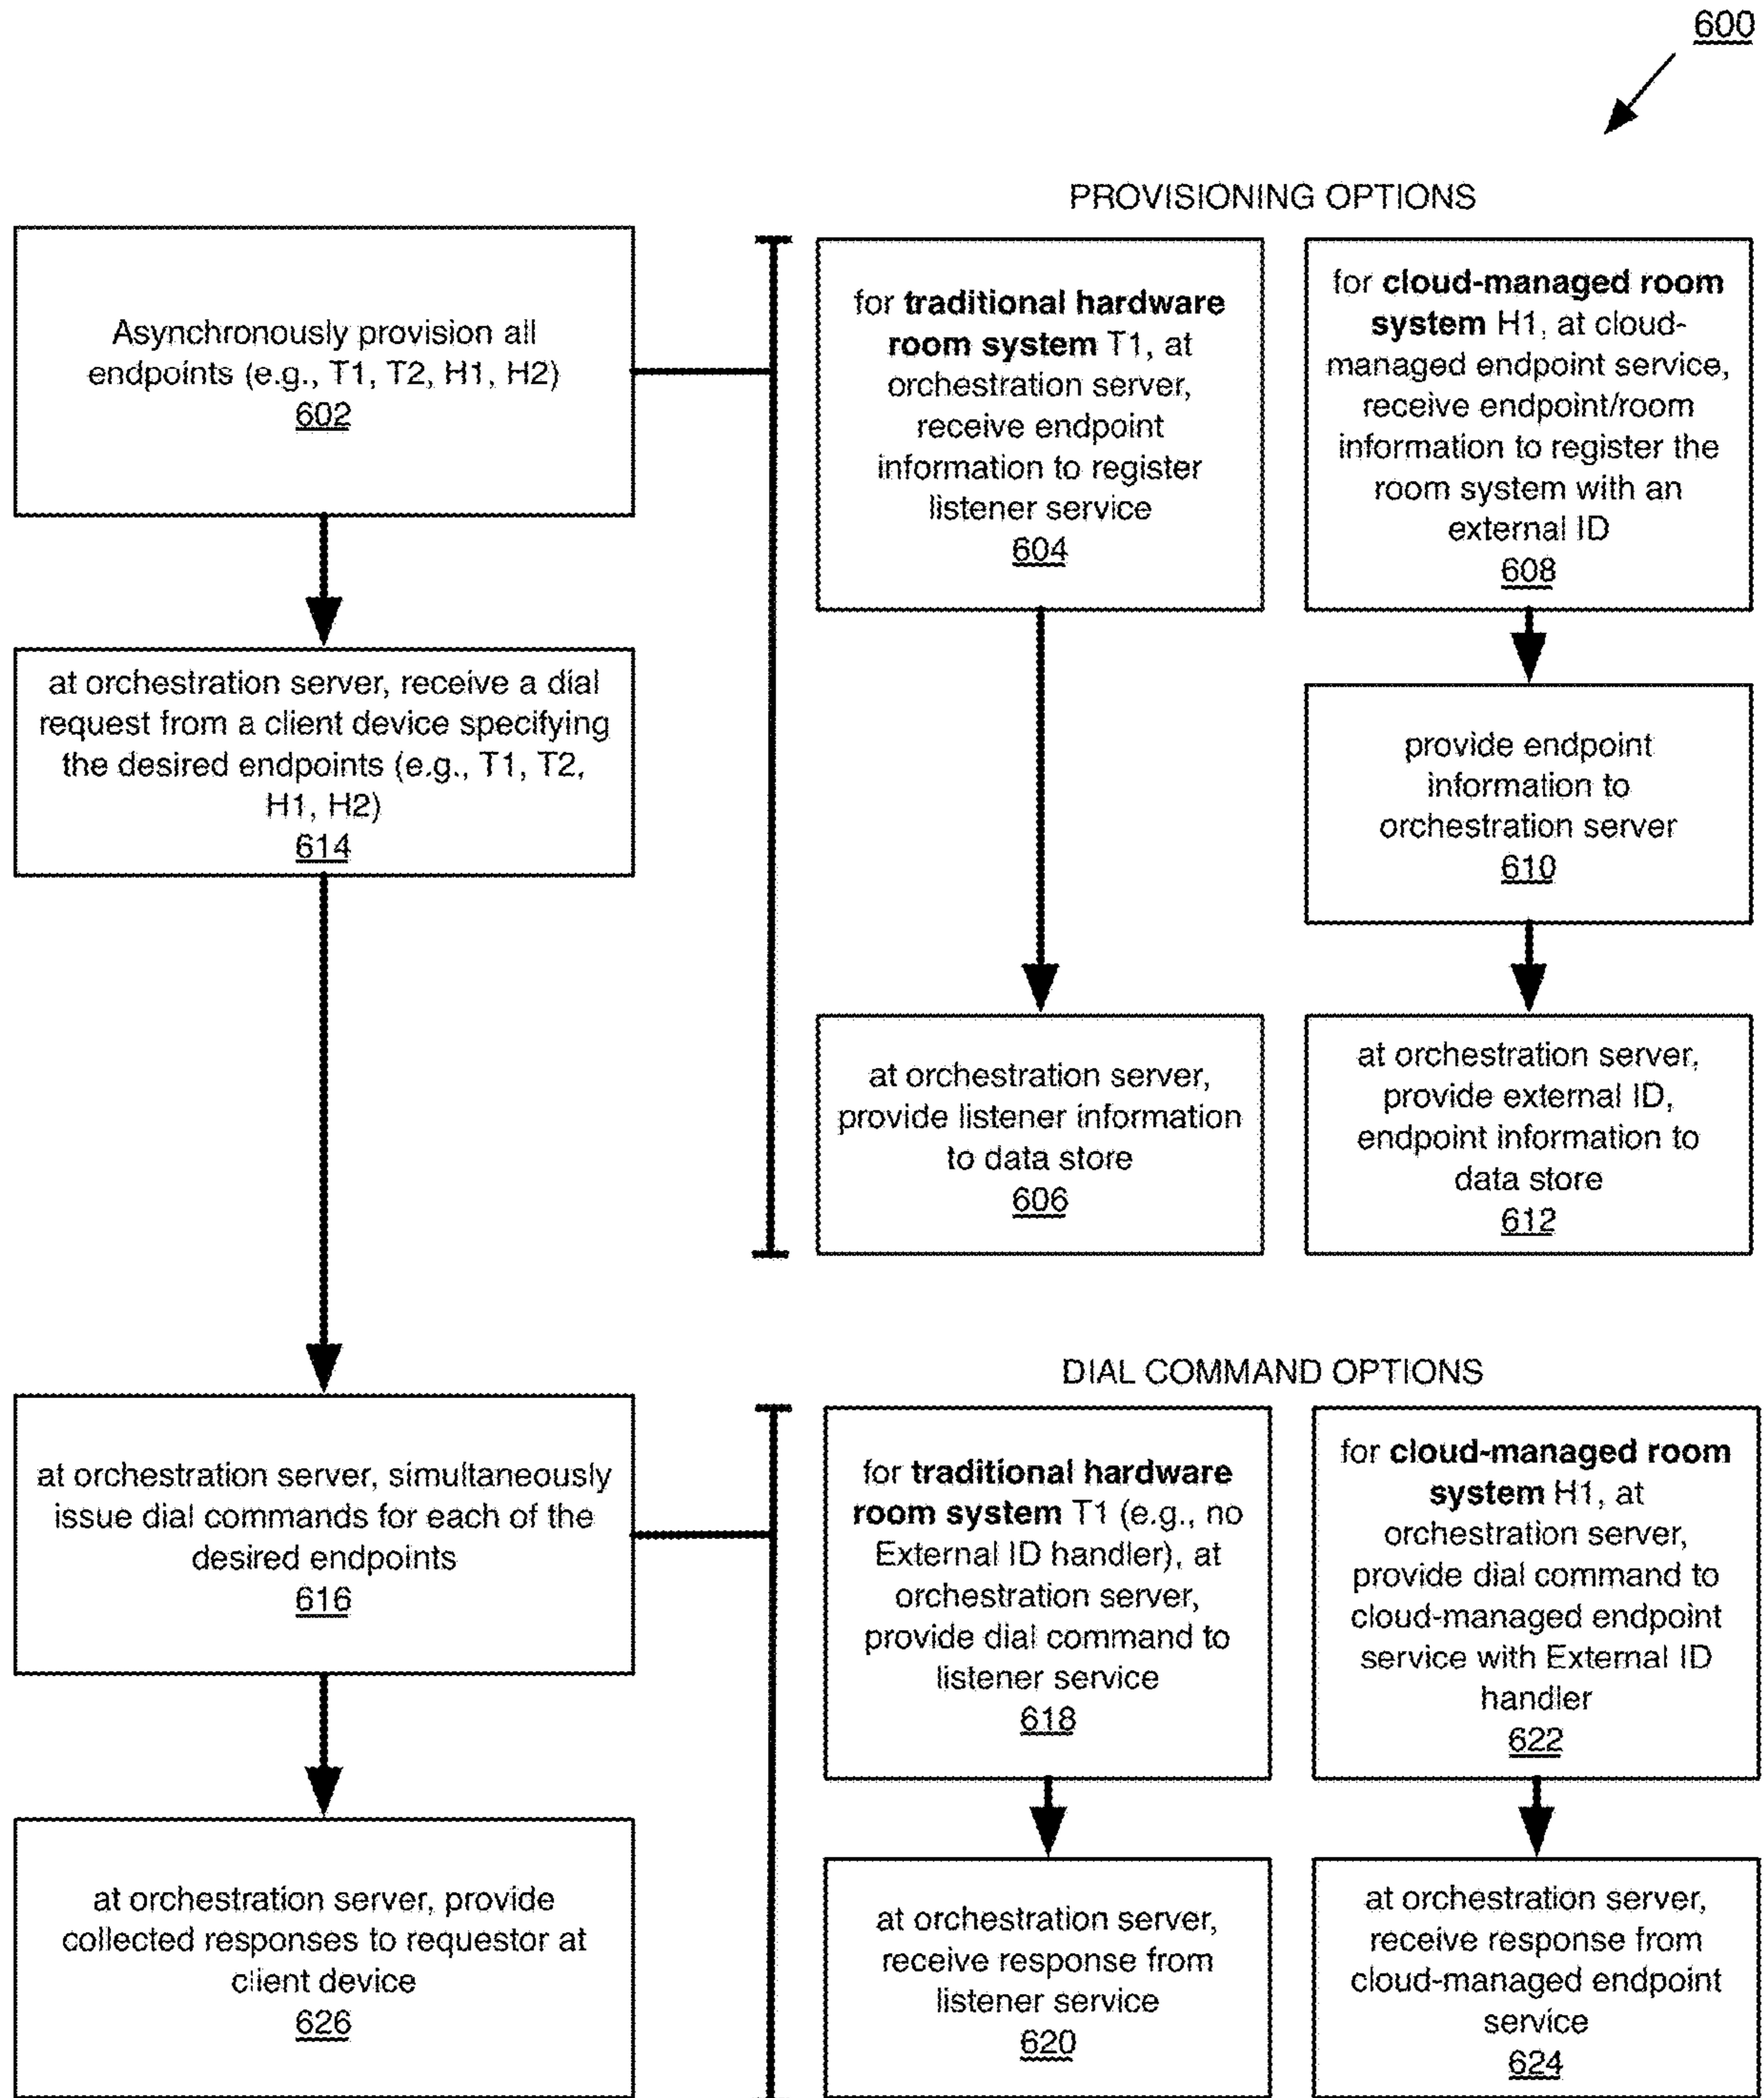 600
PROVISIONING OPTIONS
Asynchronously provision all
endpoints (e.g., T1, T2, H1, H2)
602
for traditional hardware
room system T1, at
orchestration server,
receive endpoint
information to register
listener service
604
for cloud-managed room
system H1, at cloud-
managed endpoint service,
receive endpoint/room
information to register the
room system with an
external ID
608
at orchestration server, receive a dial
request from a client device specifying
the desired endpoints (e.g., T1, T2,
H1, H2)
614
provide endpoint
information to
orchestration server
610
at orchestration server,
provide listener information
to data store
606
at orchestration server,
provide external ID,
endpoint information to
data store
612
DIAL COMMAND OPTIONS
at orchestration server, simultaneously
issue dial commands for each of the
desired endpoints
616
for traditional hardware
room system T1 (e.g., no
External ID handler), at
orchestration server,
provide dial command to
listener service
618
for cloud-managed room
system H1, at
orchestration server,
provide dial command to
cloud-managed endpoint
service with External ID
handler
622
at orchestration server, provide
collected responses to requestor at
client device
626
at orchestration server,
receive response from
listener service
620
at orchestration server,
receive response from
cloud-managed endpoint
service
624